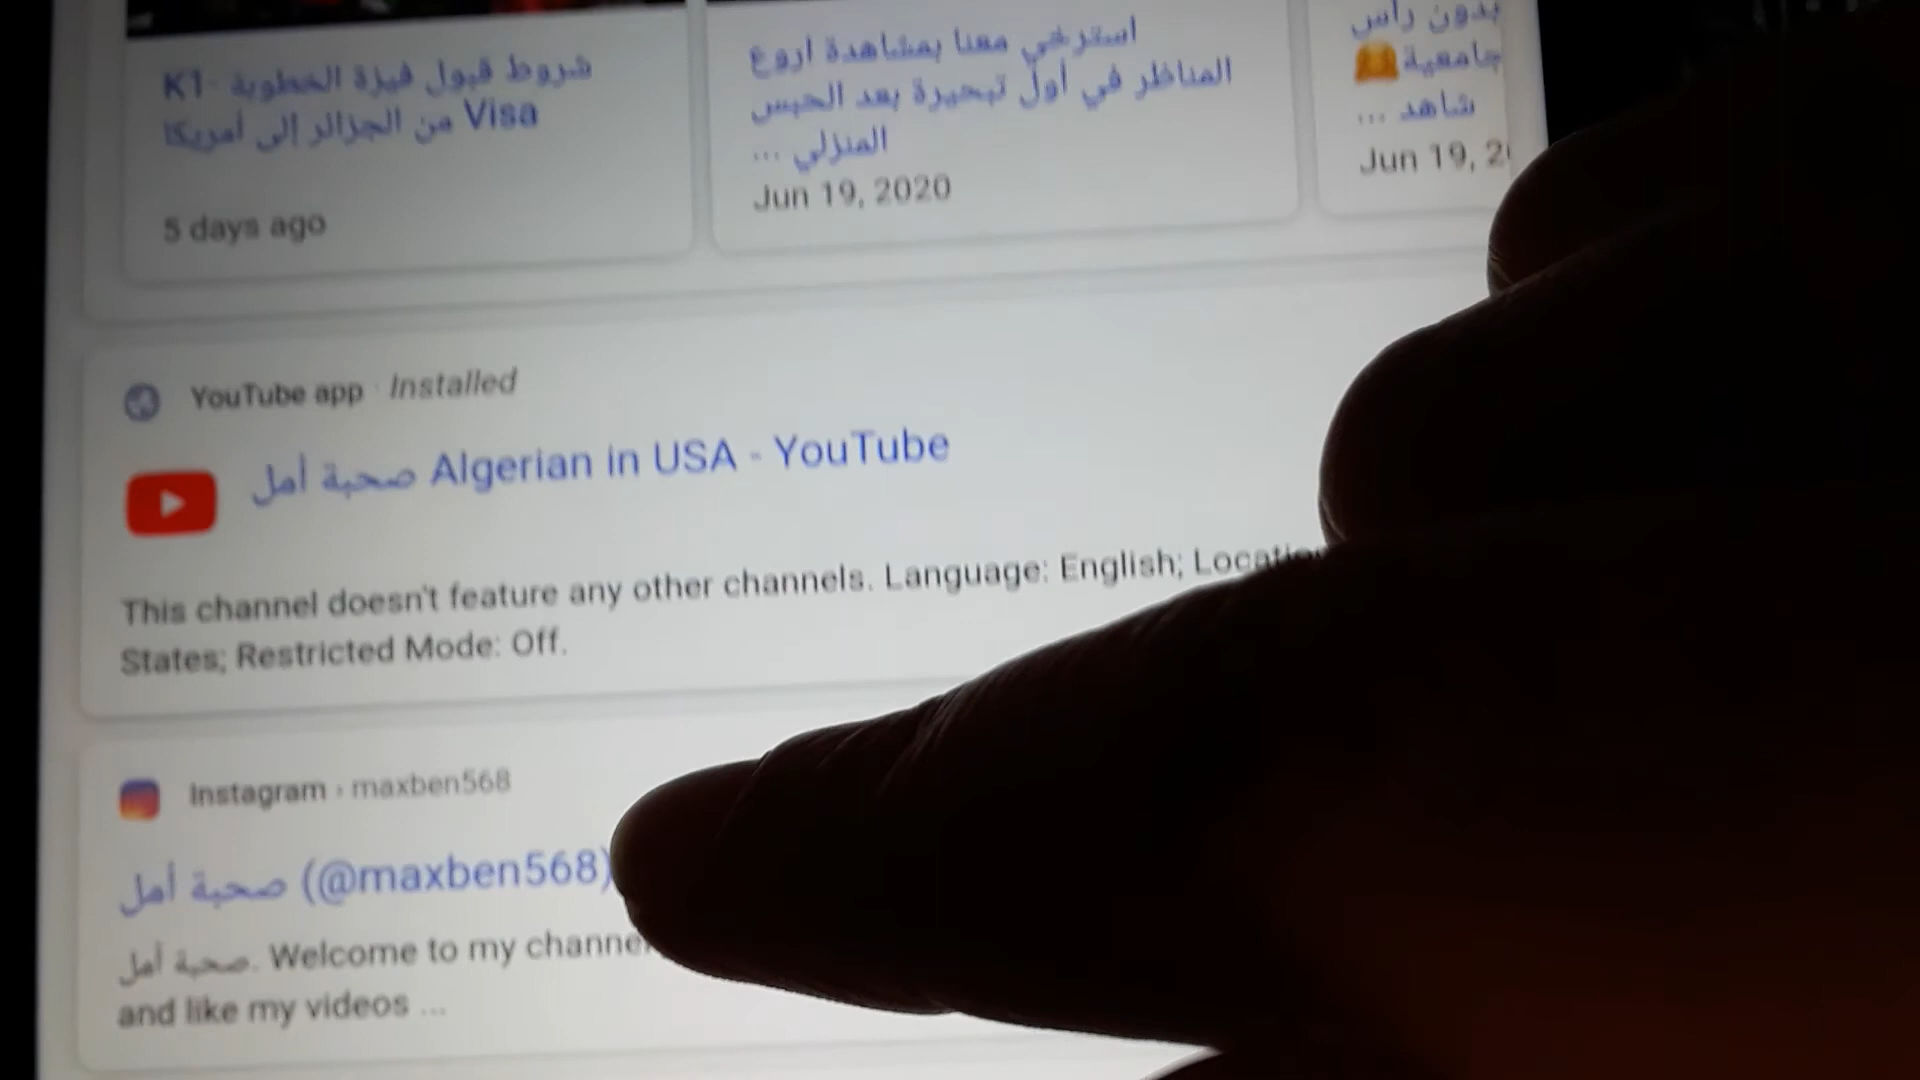 شروط قبول فيزة الخطوبة -K1
Visa من الجزائر إلى أمريكا
5 days ago
استرخي معنا بمشاهدة اروع
المناظر في أول تبحيرة بعد الحبس
المنزلي ...
Jun 19, 2020
بدون راس
جامعية
شاهد ...
Jun 19, 2
YouTube app · Installed
صحبة أمل Algerian in USA - YouTube
This channel doesn't feature any other channels. Language: English; Locatio
States; Restricted Mode: Off.
Instagram › maxben568
صحبة أمل (@maxben568)
صحبة أمل. Welcome to my channel
and like my videos ...